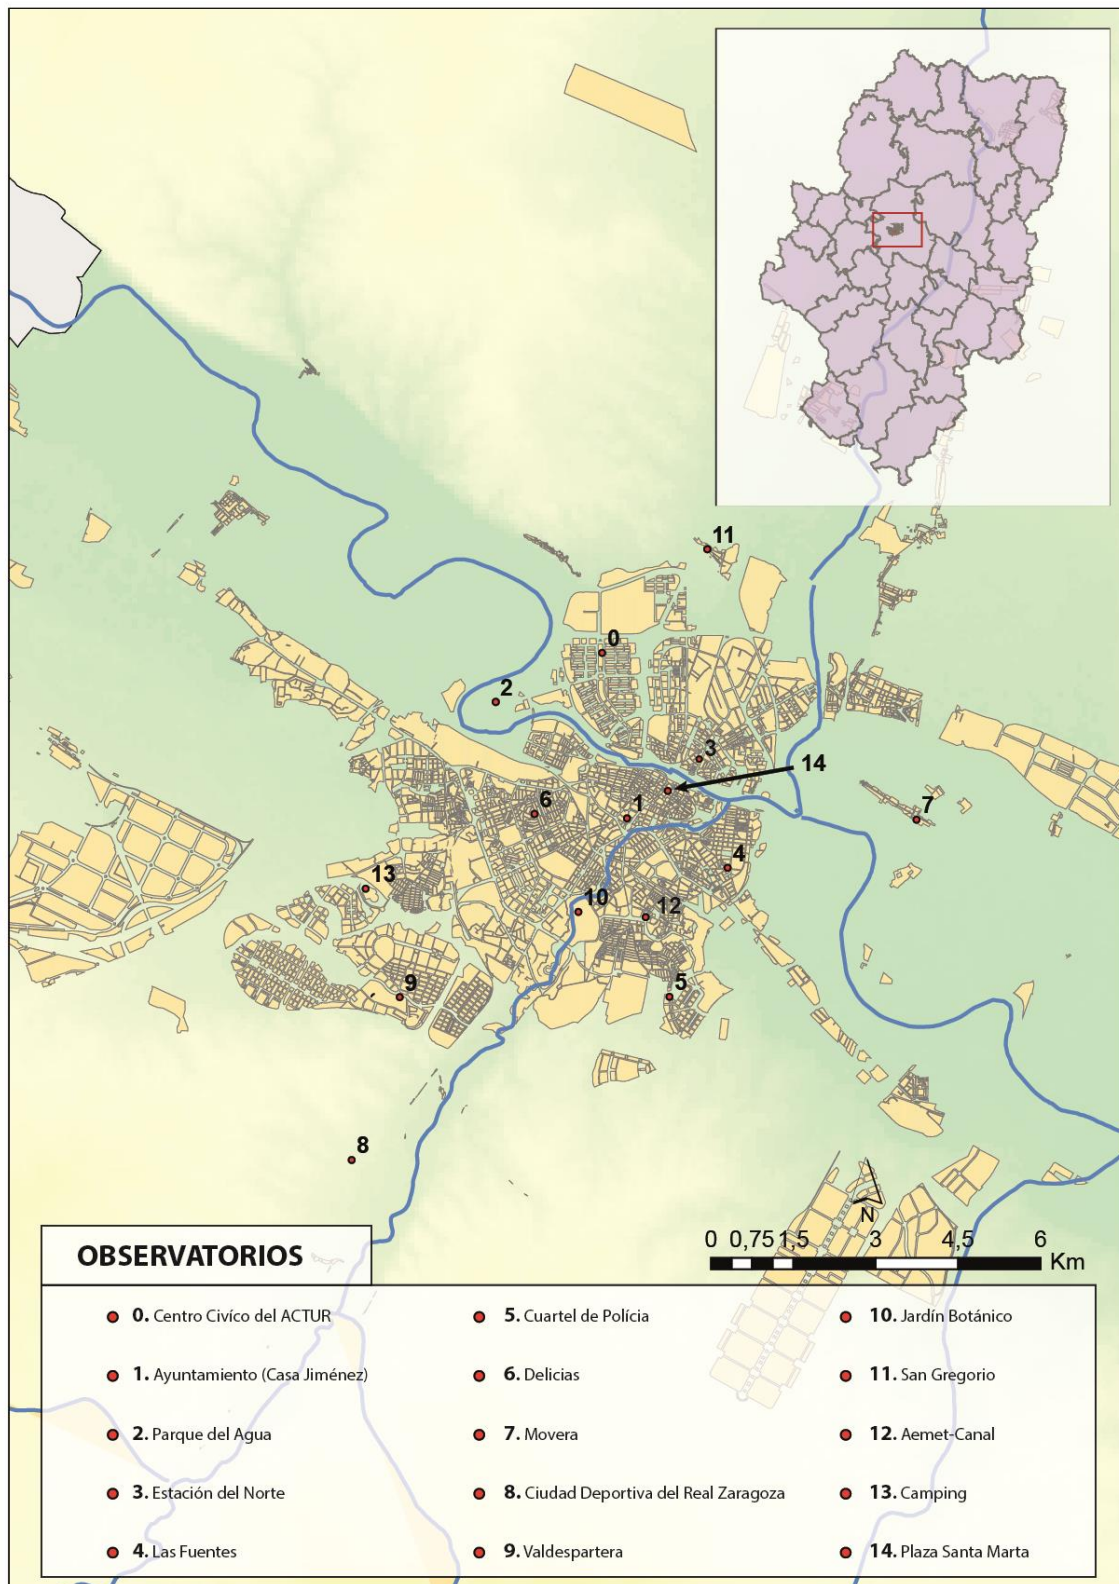 11
0
2
3
14
6
1
7
4
13
10
12
9
5
8
N
0 0,75 1,5 3 4,5 6
Km
OBSERVATORIOS
0. Centro Civíco del ACTUR
1. Ayuntamiento (Casa Jiménez)
2. Parque del Agua
3. Estación del Norte
4. Las Fuentes
5. Cuartel de Polícia
6. Delicias
7. Movera
8. Ciudad Deportiva del Real Zaragoza
9. Valdespartera
10. Jardín Botánico
11. San Gregorio
12. Aemet-Canal
13. Camping
14. Plaza Santa Marta